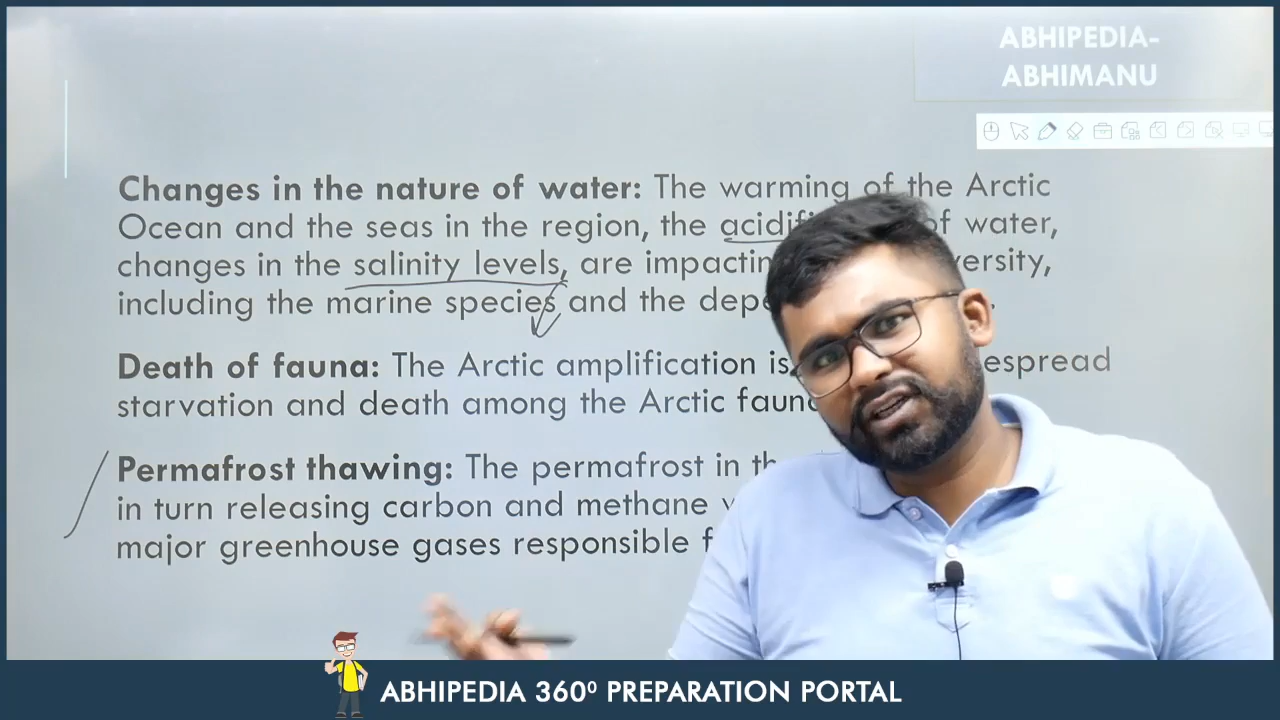 ABHIPEDIA-
ABHIMANU
Changes in the nature of water: The warming of the Arctic
Ocean and the seas in the region, the of water,
changes in the salinity levels, are
including the marine species and the
Death of fauna: The Arctic amplification is
starvation and death among the Arctic
Permafrost thawing: The permafrost in
in turn releasing carbon and methane
major greenhouse gases responsible
ABHIPEDIA 360⁰ PREPARATION PORTAL